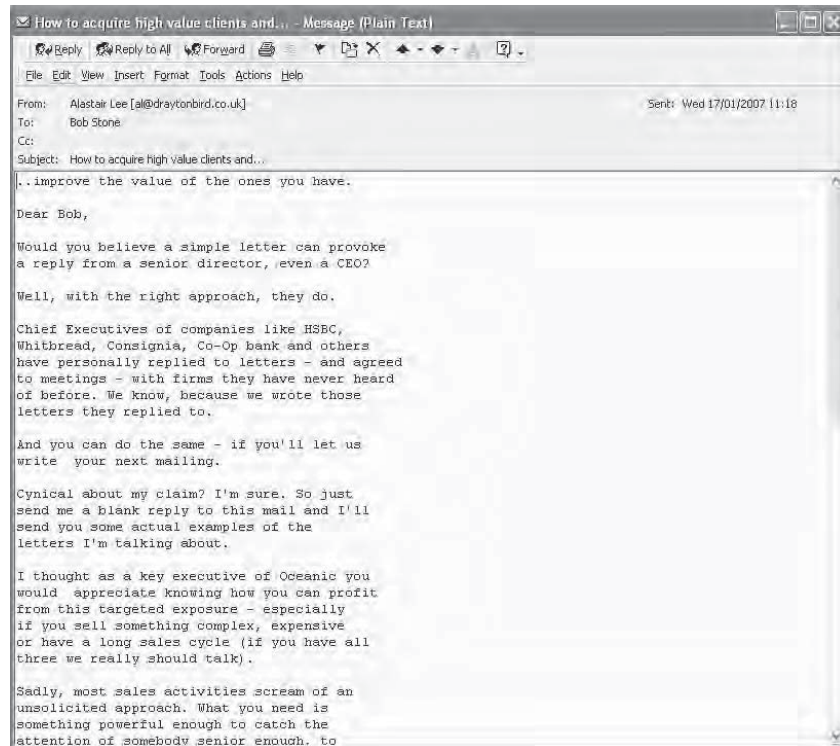 How to acquire high value clients and... - Message (Plain Text)
Reply Reply to All Forward
File Edit View Insert Format Tools Actions Help
From: Alastair Lee [al@draytonbird.co.uk] Sent: Wed 17/01/2007 11:18
To: Bob Stone
Cc:
Subject: How to acquire high value clients and...
..improve the value of the ones you have.
Dear Bob,
Would you believe a simple letter can provoke
a reply from a senior director, even a CEO?
Well, with the right approach, they do.
Chief Executives of companies like HSBC,
Whitbread, Consignia, Co-Op bank and others
have personally replied to letters - and agreed
to meetings - with firms they have never heard
of before. We know, because we wrote those
letters they replied to.
And you can do the same - if you'll let us
write  your next mailing.
Cynical about my claim? I'm sure. So just
send me a blank reply to this mail and I'll
send you some actual examples of the
letters I'm talking about.
I thought as a key executive of Oceanic you
would  appreciate knowing how you can profit
from this targeted exposure - especially
if you sell something complex, expensive
or have a long sales cycle (if you have all
three we really should talk).
Sadly, most sales activities scream of an
unsolicited approach. What you need is
something powerful enough to catch the
attention of somebody senior enough, to